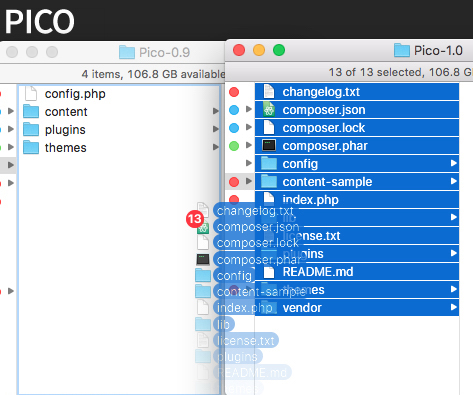 PICO
Pico-0.9
4 items, 106.8 GB available
config.php
content
plugins
themes
Pico-1.0
13 of 13 selected, 106.8
changelog.txt
composer.json
composer.lock
composer.phar
config
content-sample
index.php
lib
license.txt
plugins
README.md
themes
vendor
13
changelog.txt
composer.json
composer.lock
composer.phar
config
content-sample
index.php
lib
license.txt
plugins
README.md